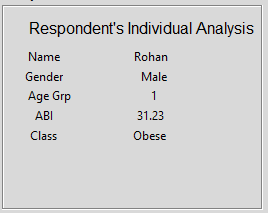 Respondent's Individual Analysis
Name Rohan
Gender Male
Age Grp 1
ABI 31.23
Class Obese